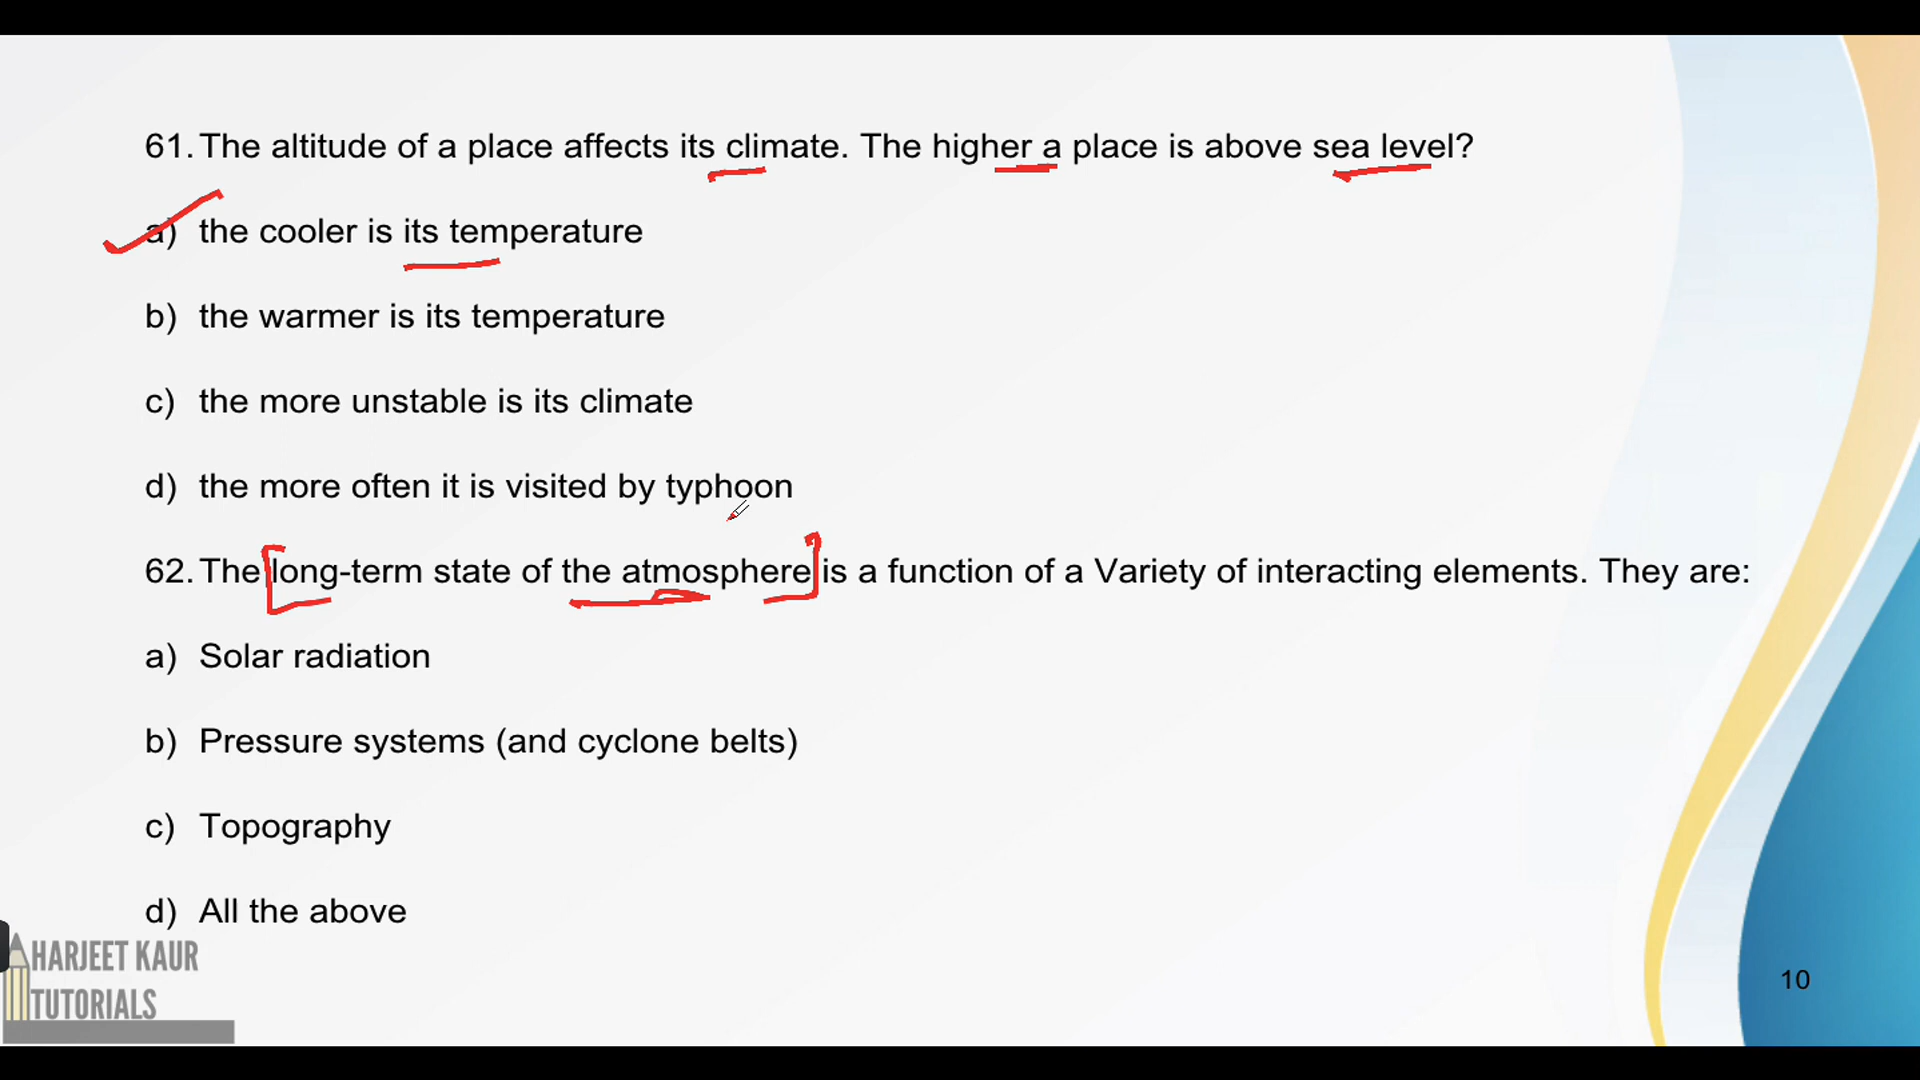 61. The altitude of a place affects its climate. The higher a place is above sea level?
a) the cooler is its temperature
b) the warmer is its temperature
c) the more unstable is its climate
d) the more often it is visited by typhoon
62. The long-term state of the atmosphere is a function of a Variety of interacting elements. They are:
a) Solar radiation
b) Pressure systems (and cyclone belts)
c) Topography
d) All the above
HARJEET KAUR
TUTORIALS
10